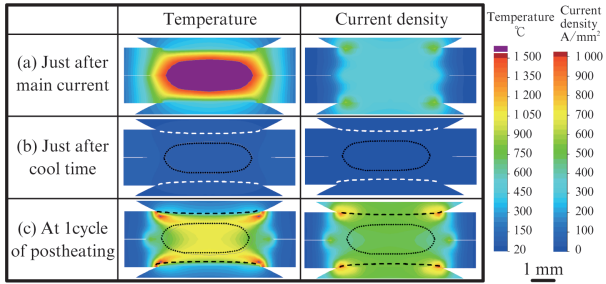 Temperature
Current density
(a) Just after
main current
(b) Just after
cool time
(c) At 1cycle
of postheating
Temperature
℃
1 500
1 350
1 200
1 050
900
750
600
450
300
150
20
Current
density
A/mm²
1 000
900
800
700
600
500
400
300
200
100
0
1 mm